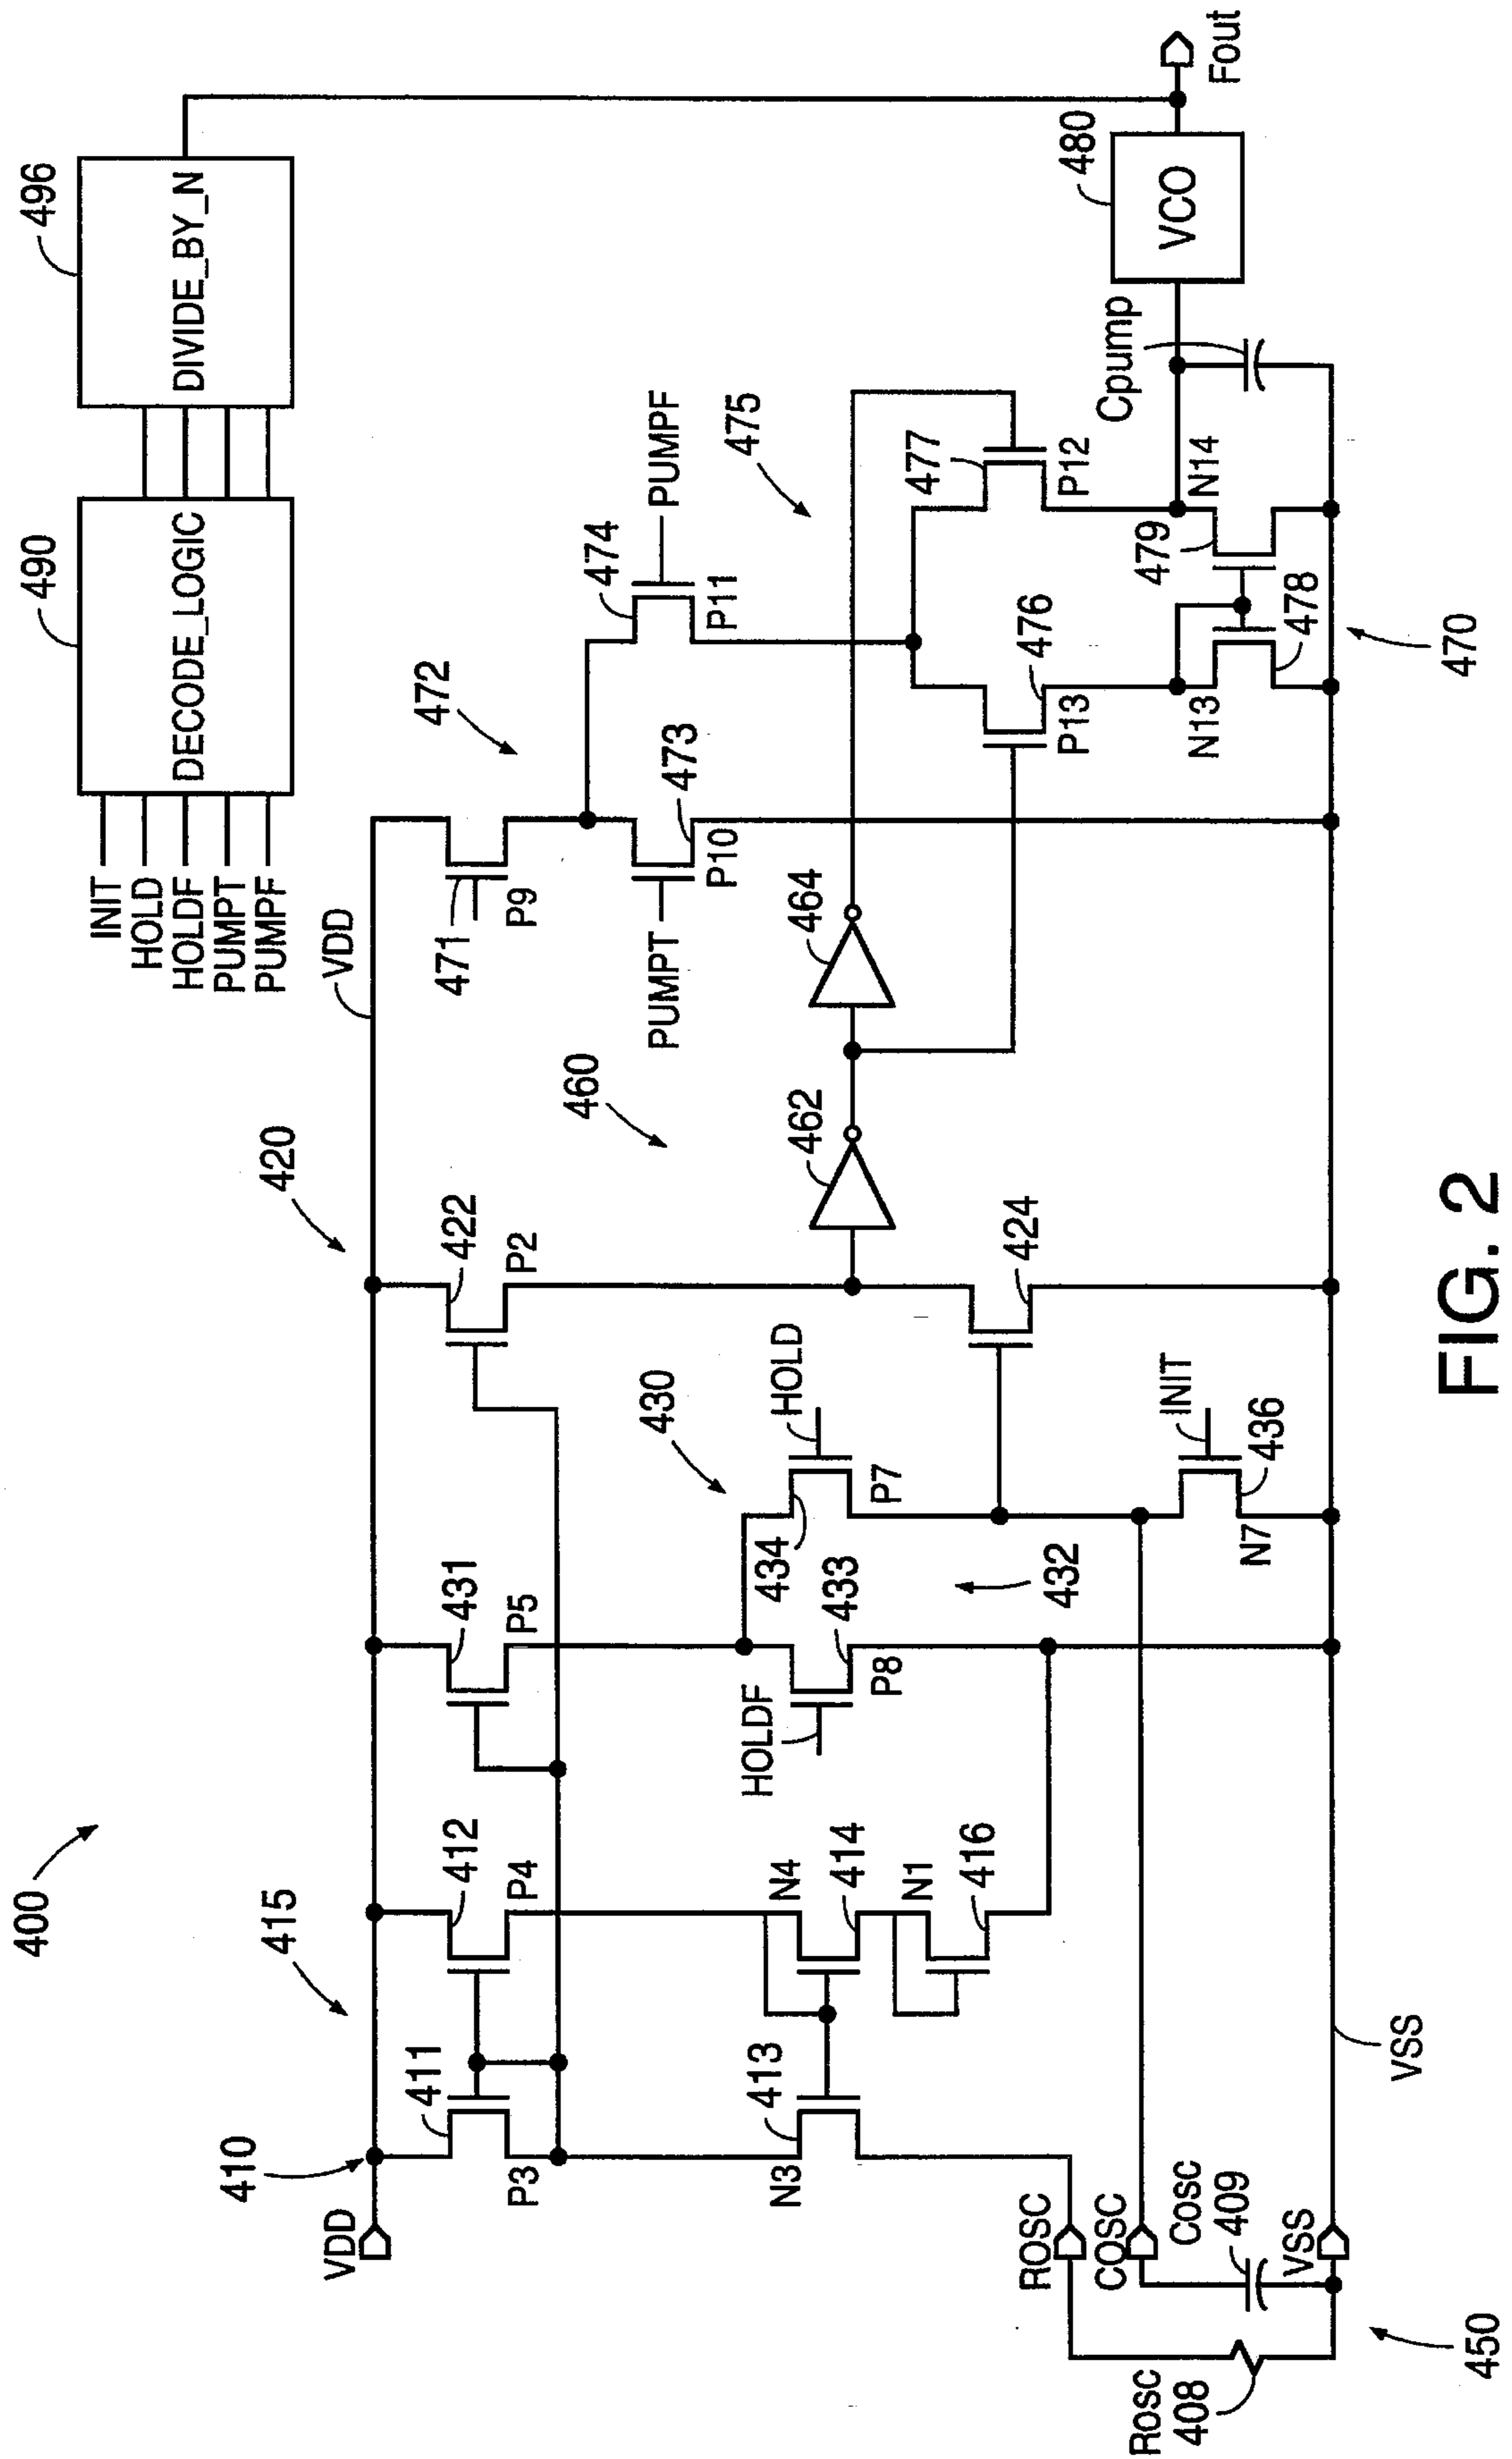 400
490
496
INIT
HOLD
HOLDF
PUMPT
PUMPF
DECODE_LOGIC
DIVIDE_BY_N
410
415
420
VDD
VDD
411
P3
412
P4
431
P5
422
P2
471
P9
472
PUMPT
473
P10
474
P11
PUMPF
475
460
462
464
430
HOLD
434
P7
HOLDF
433
P8
432
413
N3
N4
414
N1
416
424
INIT
436
N7
476
P13
477
P12
N13
478
479
N14
470
Cpump
VCO
480
Fout
ROSC
COSC
Cosc
409
VSS
VSS
Rosc
408
450
FIG. 2